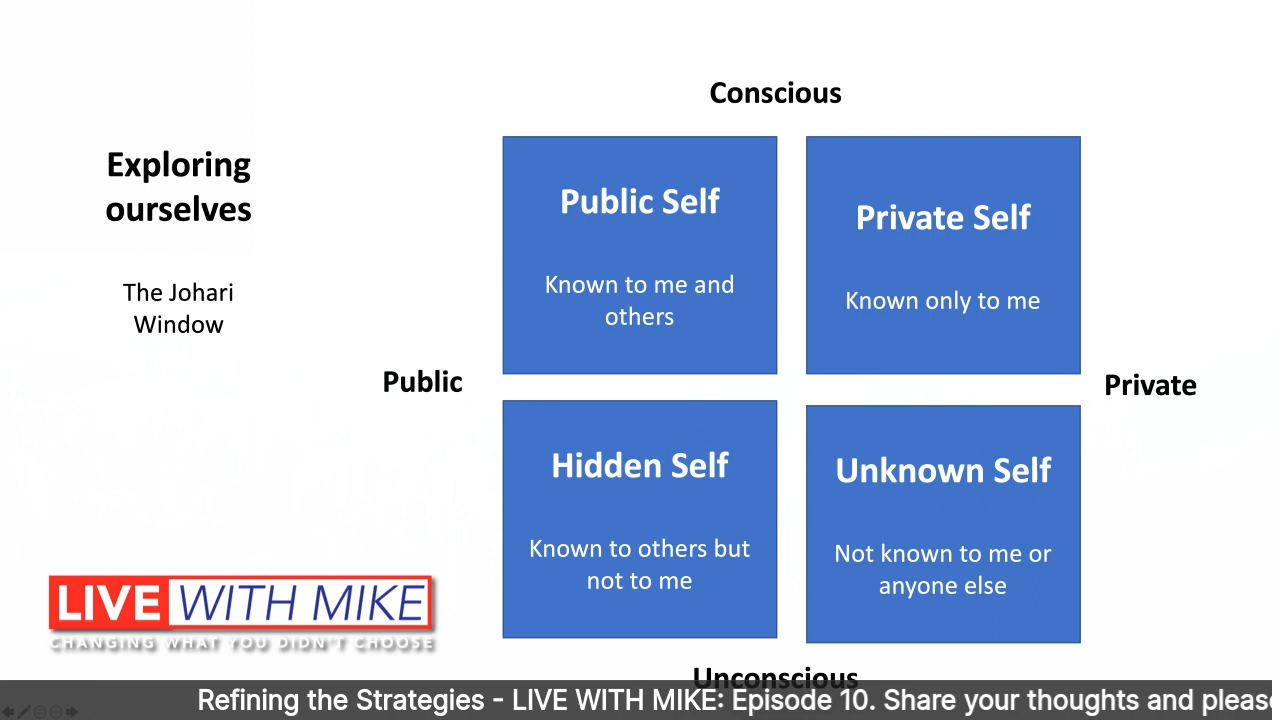 Conscious
Exploring
ourselves
The Johari
Window
Public Self
Known to me and
others
Private Self
Known only to me
Public
Private
Hidden Self
Known to others but
not to me
Unknown Self
Not known to me or
anyone else
LIVE WITH MIKE
CHANGING WHAT YOU DIDN'T CHOOSE
Unconscious
Refining the Strategies - LIVE WITH MIKE: Episode 10. Share your thoughts and please